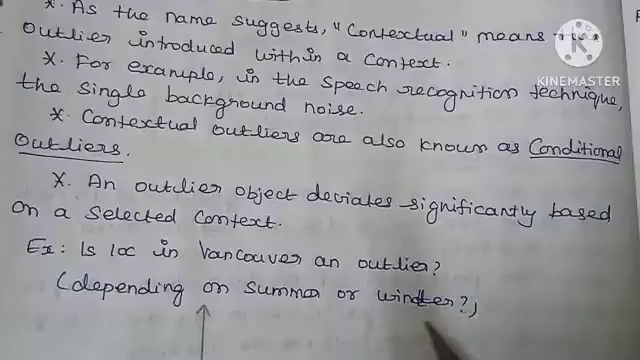 *. As the name suggests, "Contextual" means
Outlier introduced within a context.
KINEMASTER
*. For example, in the speech recognition technique,
the single background noise.
*. Contextual outliers are also known as Conditional
Outliers.
*. An outlier object deviates significantly based
on a selected context.
Ex: Is 10c in Vancouver an outlier?
(depending on summer or winter?)